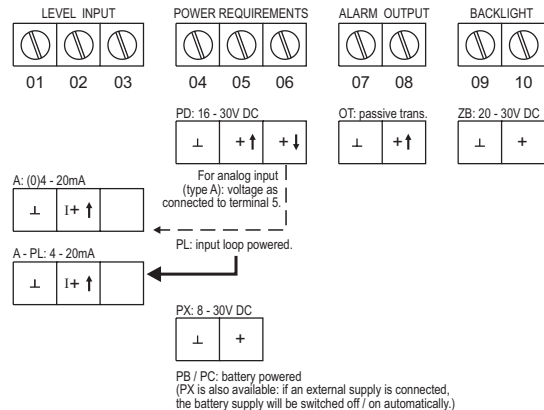 LEVEL INPUT POWER REQUIREMENTS ALARM OUTPUT BACKLIGHT
01 02 03 04 05 06 07 08 09 10
PD: 16 - 30V DC OT: passive trans. ZB: 20 - 30V DC
⊥ +↑ +↓ ⊥ +↑ ⊥ +
For analog input
(type A): voltage as
connected to terminal 5.
A: (0)4 - 20mA
⊥ I+ ↑
PL: input loop powered.
A - PL: 4 - 20mA
⊥ I+ ↑
PX: 8 - 30V DC
⊥ +
PB / PC: battery powered
(PX is also available: if an external supply is connected,
the battery supply will be switched off / on automatically.)